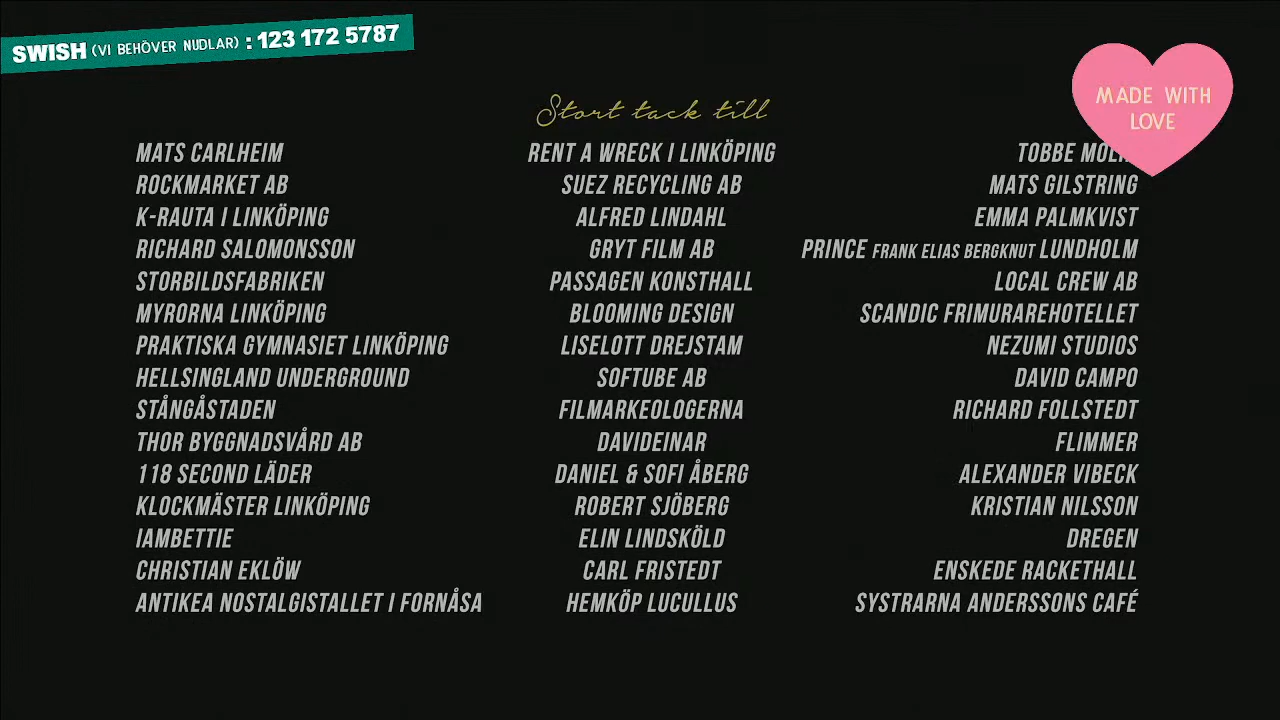 SWISH (VI BEHÖVER NUDLAR) : 123 172 5787
MADE WITH
LOVE
Stort tack till
MATS CARLHEIM
ROCKMARKET AB
K-RAUTA I LINKÖPING
RICHARD SALOMONSSON
STORBILDSFABRIKEN
MYRORNA LINKÖPING
PRAKTISKA GYMNASIET LINKÖPING
HELLSINGLAND UNDERGROUND
STÅNGÅSTADEN
THOR BYGGNADSVÅRD AB
118 SECOND LÄDER
KLOCKMÄSTER LINKÖPING
IAMBETTIE
CHRISTIAN EKLÖW
ANTIKEA NOSTALGISTALLET I FORNÅSA
RENT A WRECK I LINKÖPING
SUEZ RECYCLING AB
ALFRED LINDAHL
GRYT FILM AB
PASSAGEN KONSTHALL
BLOOMING DESIGN
LISELOTT DREJSTAM
SOFTUBE AB
FILMARKEOLOGERNA
DAVIDEINAR
DANIEL & SOFI ÅBERG
ROBERT SJÖBERG
ELIN LINDSKÖLD
CARL FRISTEDT
HEMKÖP LUCULLUS
TOBBE
MATS GILSTRING
EMMA PALMKVIST
PRINCE FRANK ELIAS BERGKNUT LUNDHOLM
LOCAL CREW AB
SCANDIC FRIMURAREHOTELLET
NEZUMI STUDIOS
DAVID CAMPO
RICHARD FOLLSTEDT
FLIMMER
ALEXANDER VIBECK
KRISTIAN NILSSON
DREGEN
ENSKEDE RACKETHALL
SYSTRARNA ANDERSSONS CAFÉ